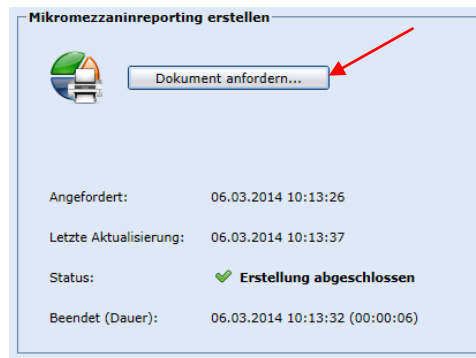 Mikromezzaninreporting erstellen
Dokument anfordern...
Angefordert: 06.03.2014 10:13:26
Letzte Aktualisierung: 06.03.2014 10:13:37
Status: Erstellung abgeschlossen
Beendet (Dauer): 06.03.2014 10:13:32 (00:00:06)